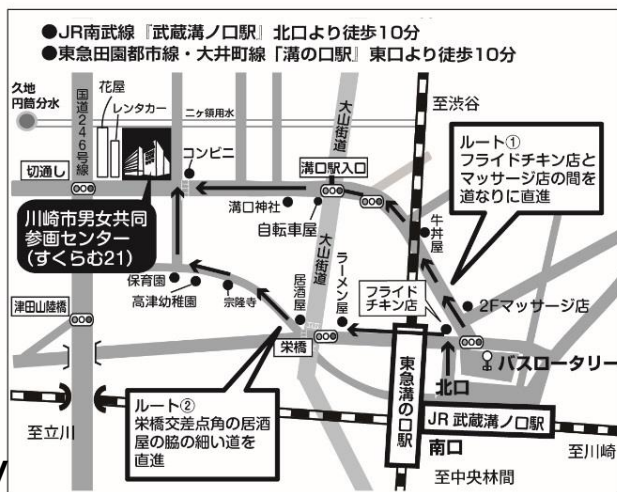 ●JR南武線『武蔵溝ノ口駅』北口より徒歩10分
●東急田園都市線・大井町線「溝の口駅」東口より徒歩10分
久地
円筒分水
国道246号線
花屋
レンタカー
二ヶ領用水
コンビニ
大山街道
至渋谷
ルート①
フライドチキン店と
マッサージ店の間を
道なりに直進
切通し
溝口駅入口
川崎市男女共同
参画センター
(すくらむ21)
溝口神社
自転車屋
大山街道
牛丼屋
保育園
高津幼稚園
宗隆寺
居酒屋
ラーメン屋
フライド
チキン店
2Fマッサージ店
津田山陸橋
栄橋
バスロータリー
北口
東急溝の口駅
ルート②
栄橋交差点角の居酒
屋の脇の細い道を
直進
JR 武蔵溝ノ口駅
南口
至立川
至川崎
至中央林間